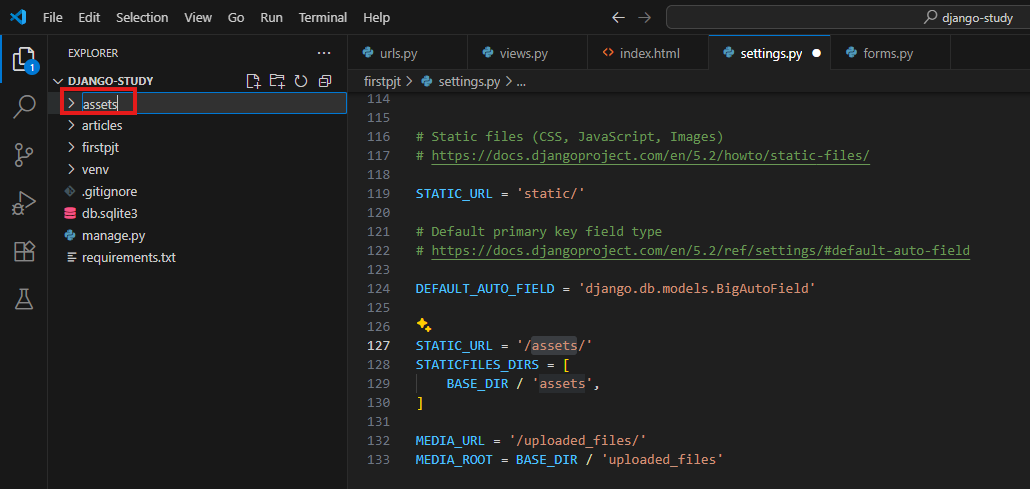 File Edit Selection View Go Run Terminal Help
django-study
EXPLORER
DJANGO-STUDY
assets
articles
firstpjt
venv
.gitignore
db.sqlite3
manage.py
requirements.txt
1
urls.py views.py index.html settings.py forms.py
firstpjt > settings.py > ...
114
115
116 # Static files (CSS, JavaScript, Images)
117 # https://docs.djangoproject.com/en/5.2/howto/static-files/
118
119 STATIC_URL = 'static/'
120
121 # Default primary key field type
122 # https://docs.djangoproject.com/en/5.2/ref/settings/#default-auto-field
123
124 DEFAULT_AUTO_FIELD = 'django.db.models.BigAutoField'
125
126
127 STATIC_URL = '/assets/'
128 STATICFILES_DIRS = [
129 BASE_DIR / 'assets',
130 ]
131
132 MEDIA_URL = '/uploaded_files/'
133 MEDIA_ROOT = BASE_DIR / 'uploaded_files'